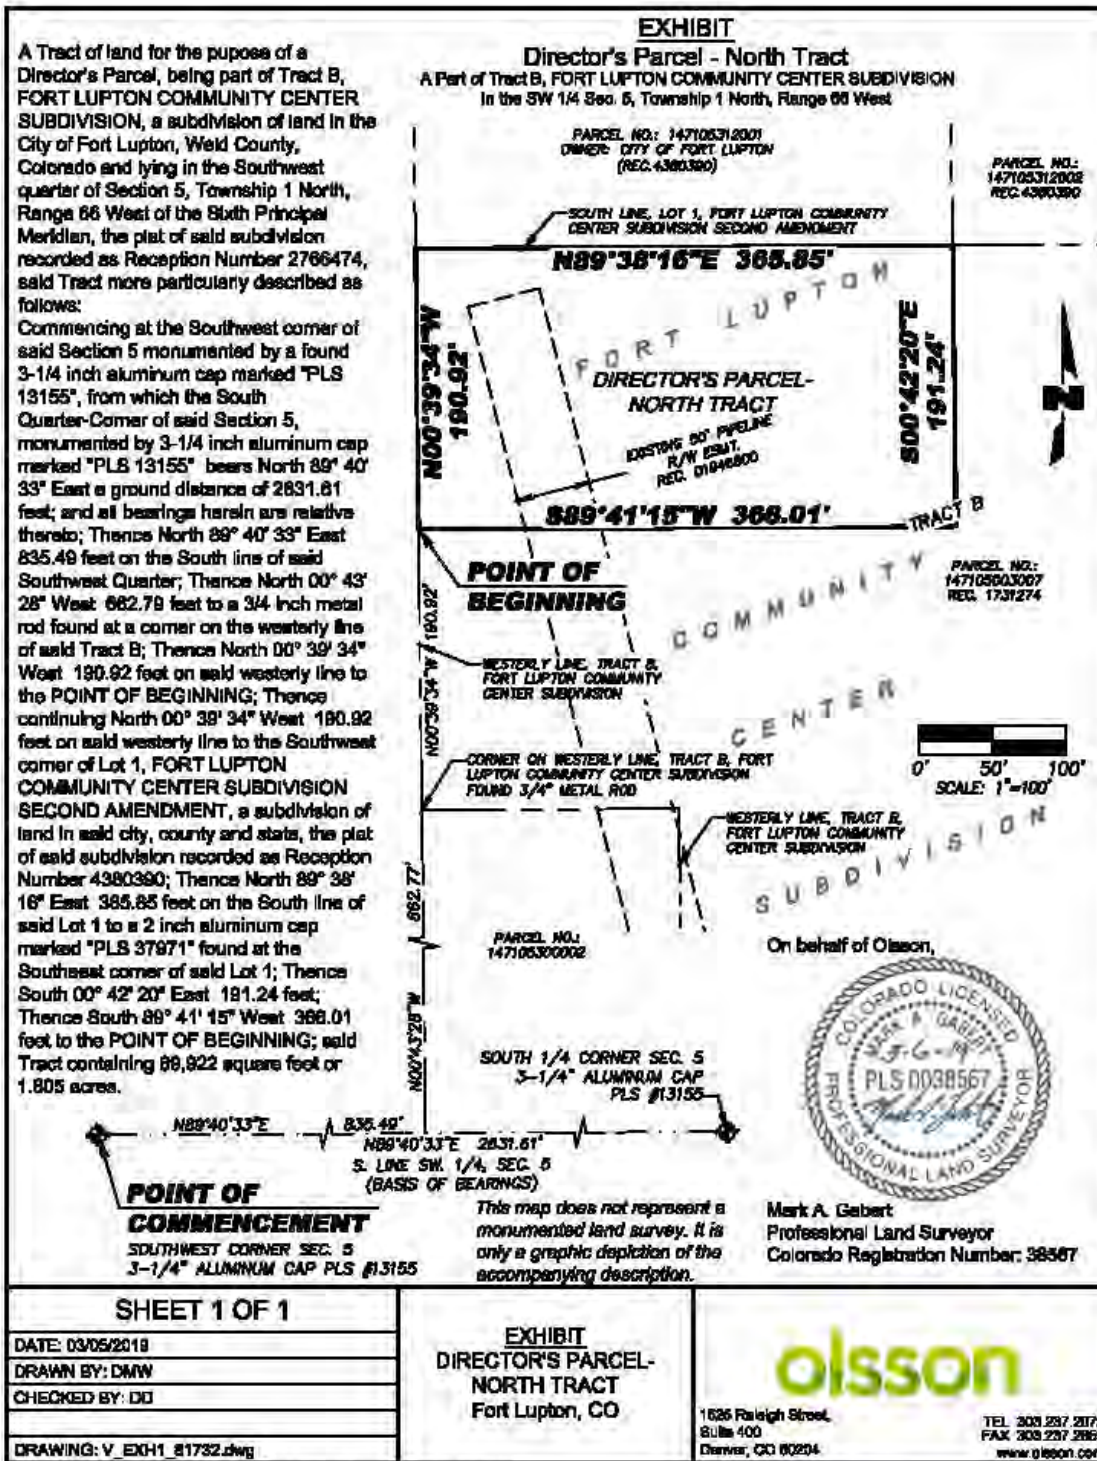 EXHIBIT
Director's Parcel - North Tract
A Part of Tract B, FORT LUPTON COMMUNITY CENTER SUBDIVISION
In the SW 1/4 Sec. 5, Township 1 North, Range 66 West
A Tract of land for the pupose of a
Director's Parcel, being part of Tract B,
FORT LUPTON COMMUNITY CENTER
SUBDIVISION, a subdivision of land in the
City of Fort Lupton, Weld County,
Colorado and lying in the Southwest
quarter of Section 5, Township 1 North,
Range 66 West of the Sixth Principal
Meridian, the plat of said subdivision
recorded as Reception Number 2766474,
said Tract more particularly described as
follows:
Commencing at the Southwest corner of
said Section 5 monumented by a found
3-1/4 inch aluminum cap marked "PLS
13155", from which the South
Quarter-Corner of said Section 5,
monumented by 3-1/4 inch aluminum cap
marked "PLS 13155" bears North 89° 40'
33" East a ground distance of 2631.61
feet; and all bearings herein are relative
thereto; Thence North 89° 40' 33" East
835.49 feet on the South line of said
Southwest Quarter; Thence North 00° 43'
28" West 662.79 feet to a 3/4 inch metal
rod found at a corner on the westerly line
of said Tract B; Thence North 00° 39' 34"
West 190.92 feet on said westerly line to
the POINT OF BEGINNING; Thence
continuing North 00° 39' 34" West 190.92
feet on said westerly line to the Southwest
corner of Lot 1, FORT LUPTON
COMMUNITY CENTER SUBDIVISION
SECOND AMENDMENT, a subdivision of
land in said city, county and state, the plat
of said subdivision recorded as Reception
Number 4380390; Thence North 89° 38'
16" East 365.85 feet on the South line of
said Lot 1 to a 2 inch aluminum cap
marked "PLS 37971" found at the
Southeast corner of said Lot 1; Thence
South 00° 42' 20" East 191.24 feet;
Thence South 89° 41' 15" West 366.01
feet to the POINT OF BEGINNING; said
Tract containing 69,922 square feet or
1.605 acres.
PARCEL NO.: 147105312001
OWNER: CITY OF FORT LUPTON
(REC.4380390)
PARCEL NO.:
147105312002
REC.4380390
SOUTH LINE, LOT 1, FORT LUPTON COMMUNITY
CENTER SUBDIVISION SECOND AMENDMENT
N89°38'16"E 365.85'
N00°39'34"W
190.92'
S00°42'20"E
191.24'
FORT LUPTON
DIRECTOR'S PARCEL-
NORTH TRACT
EXISTING 50' PIPELINE
R/W ESMT.
REC. 01946800
S89°41'15"W 366.01'
TRACT B
N
POINT OF
BEGINNING
PARCEL NO.:
147105003007
REC. 1731274
COMMUNITY
N00°39'34"W 190.92'
WESTERLY LINE, TRACT B,
FORT LUPTON COMMUNITY
CENTER SUBDIVISION
CENTER
CORNER ON WESTERLY LINE, TRACT B, FORT
LUPTON COMMUNITY CENTER SUBDIVISION
FOUND 3/4" METAL ROD
0' 50' 100'
SCALE: 1"=100'
WESTERLY LINE, TRACT B,
FORT LUPTON COMMUNITY
CENTER SUBDIVISION
SUBDIVISION
N00°43'28"W 662.77'
PARCEL NO.:
147105300002
On behalf of Olsson,
COLORADO LICENSED
MARK A. GABERT
3-6-19
PLS 0038567
PROFESSIONAL LAND SURVEYOR
SOUTH 1/4 CORNER SEC. 5
3-1/4" ALUMINUM CAP
PLS #13155
N89°40'33"E 835.49'
N89°40'33"E 2631.61'
S. LINE SW. 1/4, SEC. 5
(BASIS OF BEARINGS)
POINT OF
COMMENCEMENT
SOUTHWEST CORNER SEC. 5
3-1/4" ALUMINUM CAP PLS #13155
This map does not represent a
monumented land survey. It is
only a graphic depiction of the
accompanying description.
Mark A. Gabert
Professional Land Surveyor
Colorado Registration Number: 38567
SHEET 1 OF 1
DATE: 03/05/2019
DRAWN BY: DMW
CHECKED BY: DD
DRAWING: V_EXH1_81732.dwg
EXHIBIT
DIRECTOR'S PARCEL-
NORTH TRACT
Fort Lupton, CO
olsson
1525 Raleigh Street,
Suite 400
Denver, CO 80204
TEL 303.237.207
FAX 303.237.265
www.olsson.com